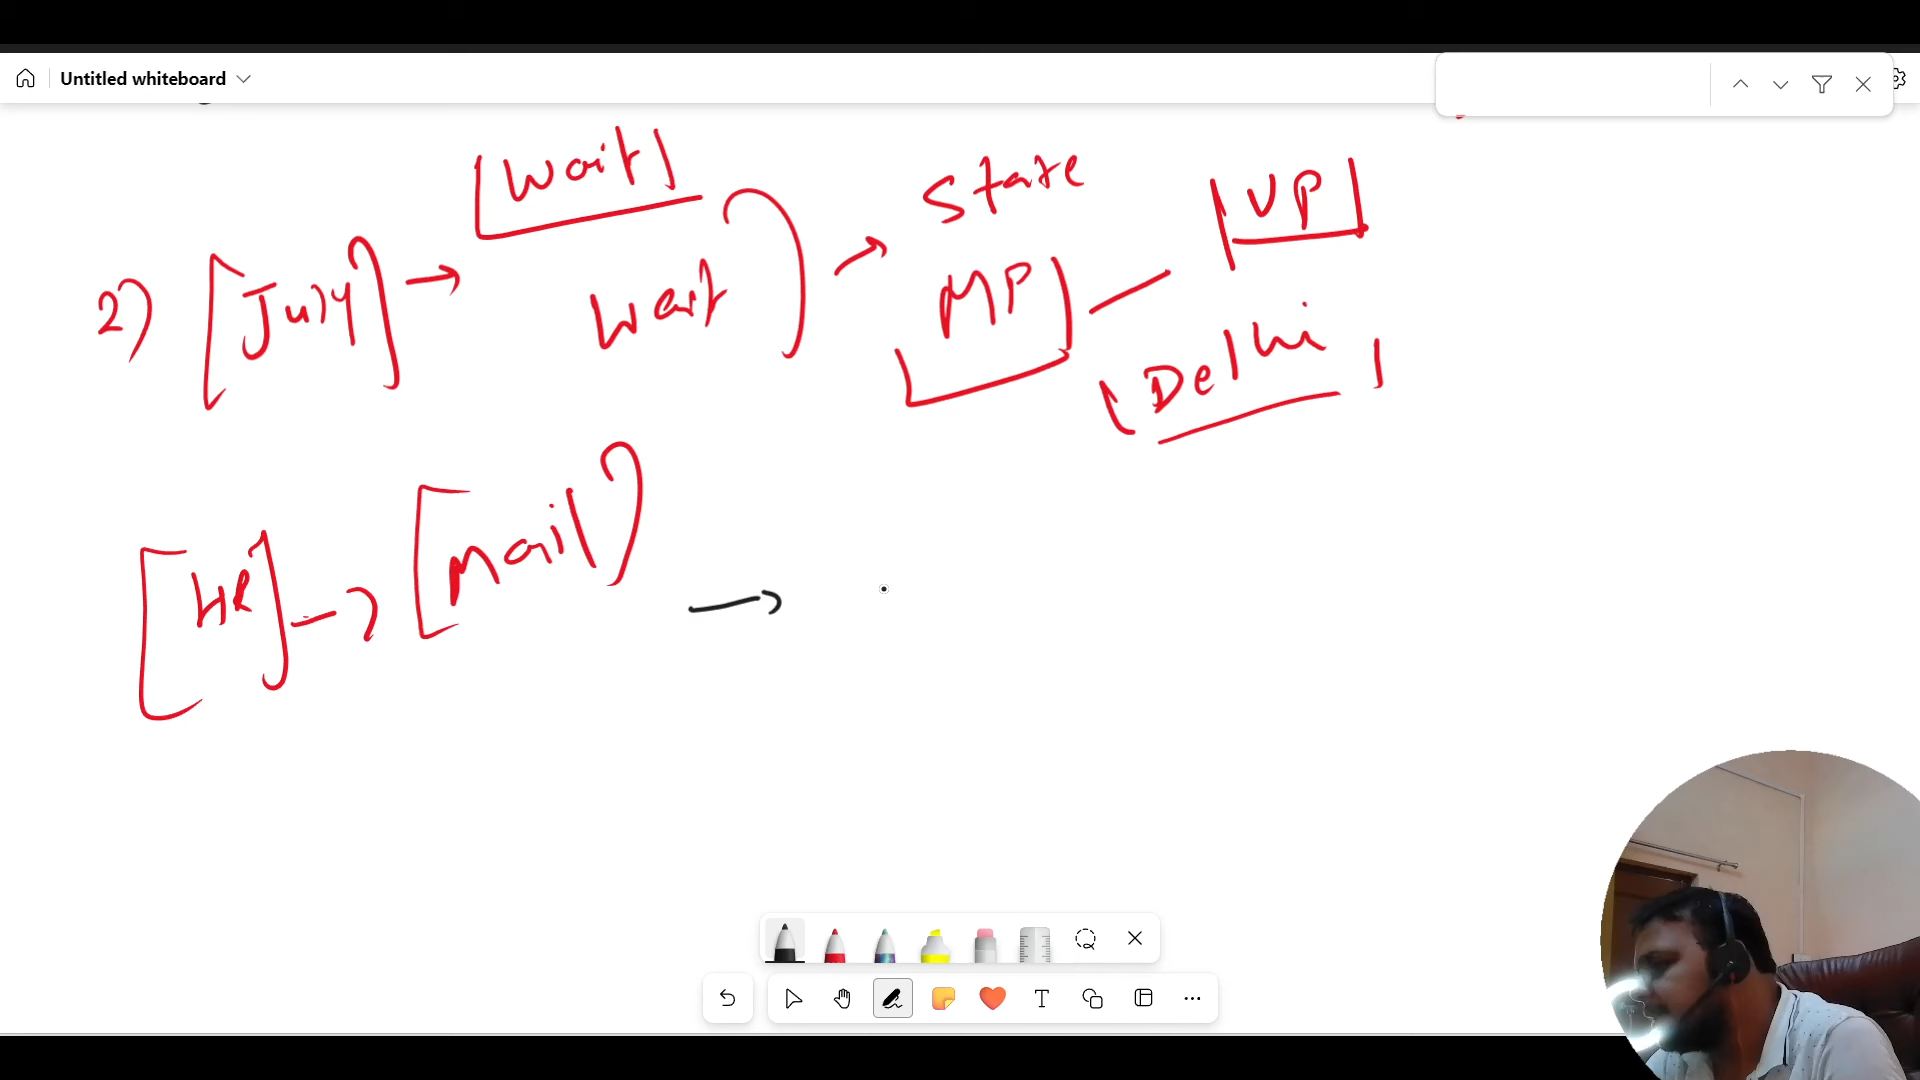 Untitled whiteboard
[Wait]
State
[UP]
2) [July] → Wait) → MP] —
(Delhi)
[HR] → [Mail) →
T